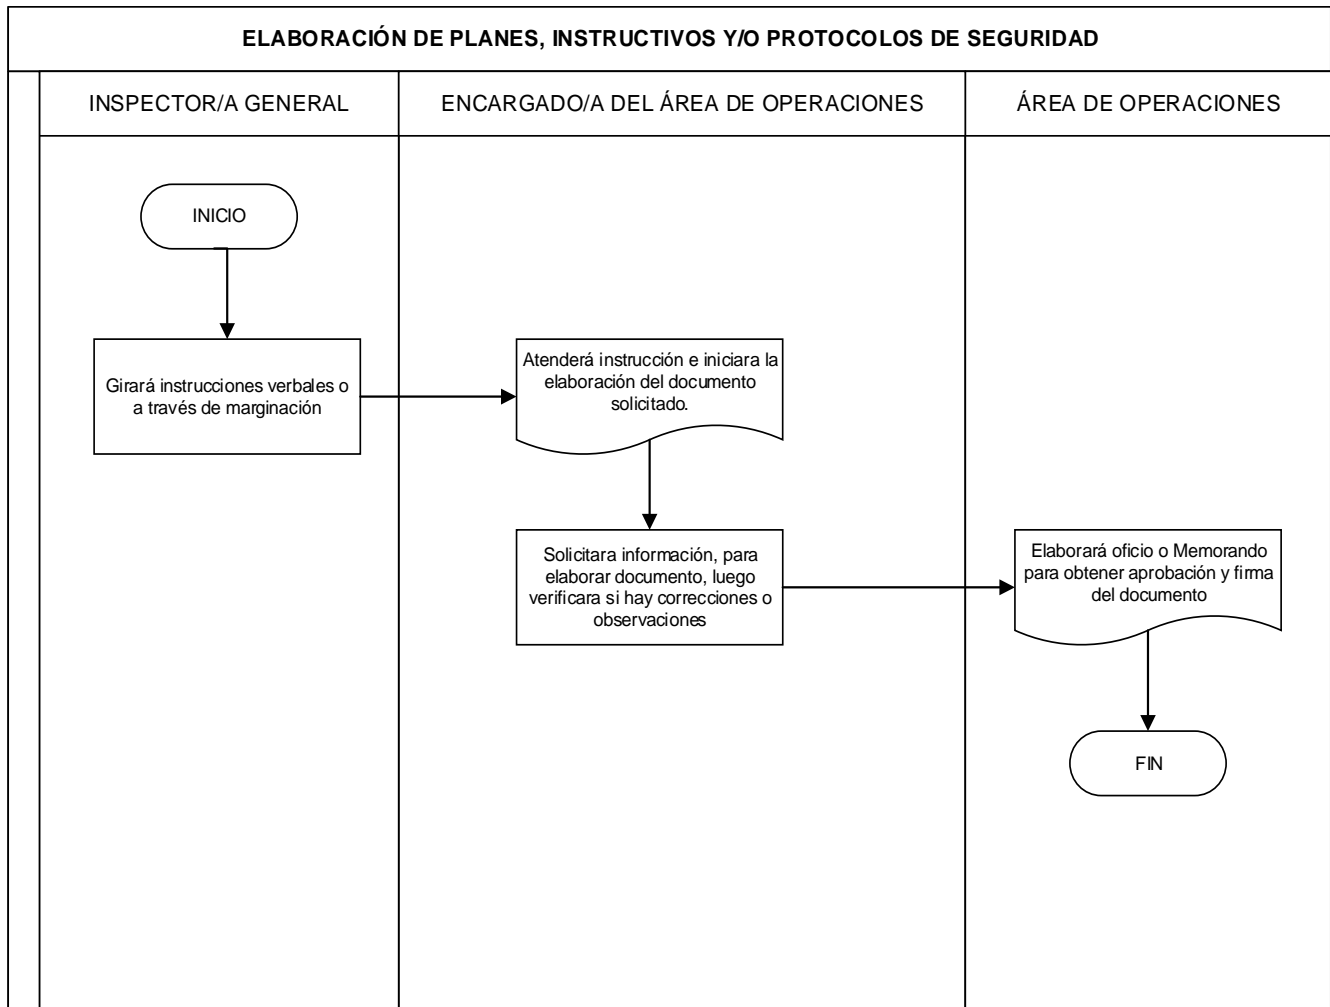 ELABORACIÓN DE PLANES, INSTRUCTIVOS Y/O PROTOCOLOS DE SEGURIDAD
INSPECTOR/A GENERAL
ENCARGADO/A DEL ÁREA DE OPERACIONES
ÁREA DE OPERACIONES
INICIO
Girará instrucciones verbales o
a través de marginación
Atenderá instrucción e iniciara la
elaboración del documento
solicitado.
Solicitara información, para
elaborar documento, luego
verificara si hay correcciones o
observaciones
Elaborará oficio o Memorando
para obtener aprobación y firma
del documento
FIN